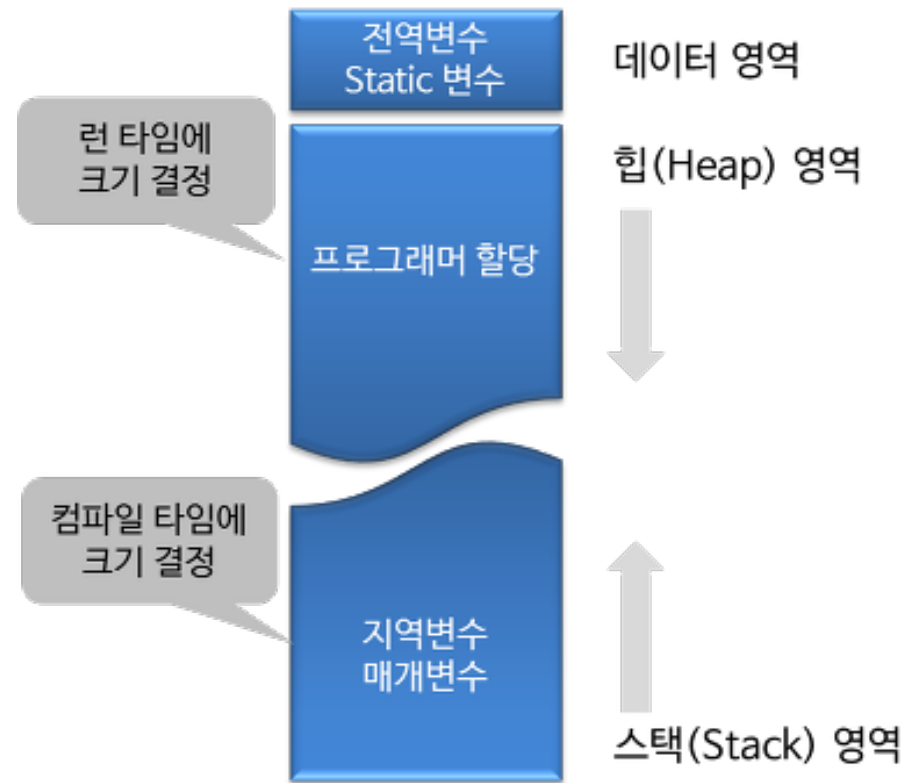 전역변수
Static 변수
데이터 영역
런 타임에
크기 결정
힙(Heap) 영역
프로그래머 할당
컴파일 타임에
크기 결정
지역변수
매개변수
스택(Stack) 영역